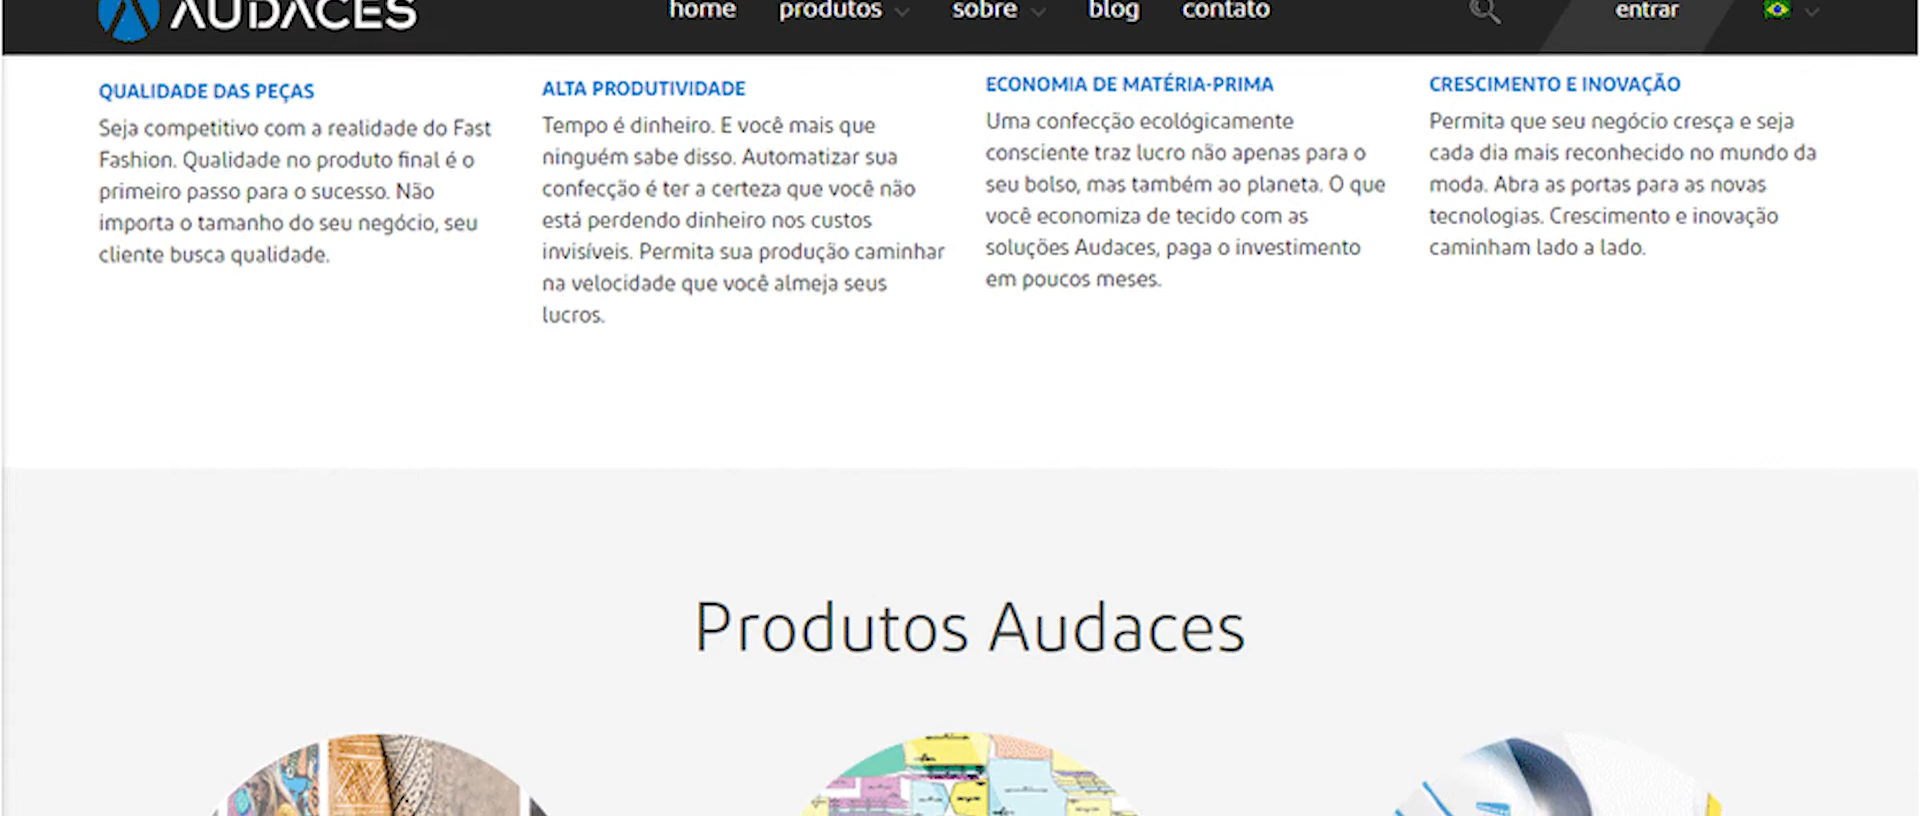 AUDACES
home produtos sobre blog contato entrar
QUALIDADE DAS PEÇAS
Seja competitivo com a realidade do Fast
Fashion. Qualidade no produto final é o
primeiro passo para o sucesso. Não
importa o tamanho do seu negócio, seu
cliente busca qualidade.
ALTA PRODUTIVIDADE
Tempo é dinheiro. E você mais que
ninguém sabe disso. Automatizar sua
confecção é ter a certeza que você não
está perdendo dinheiro nos custos
invisíveis. Permita sua produção caminhar
na velocidade que você almeja seus
lucros.
ECONOMIA DE MATÉRIA-PRIMA
Uma confecção ecológicamente
consciente traz lucro não apenas para o
seu bolso, mas também ao planeta. O que
você economiza de tecido com as
soluções Audaces, paga o investimento
em poucos meses.
CRESCIMENTO E INOVAÇÃO
Permita que seu negócio cresça e seja
cada dia mais reconhecido no mundo da
moda. Abra as portas para as novas
tecnologias. Crescimento e inovação
caminham lado a lado.
Produtos Audaces